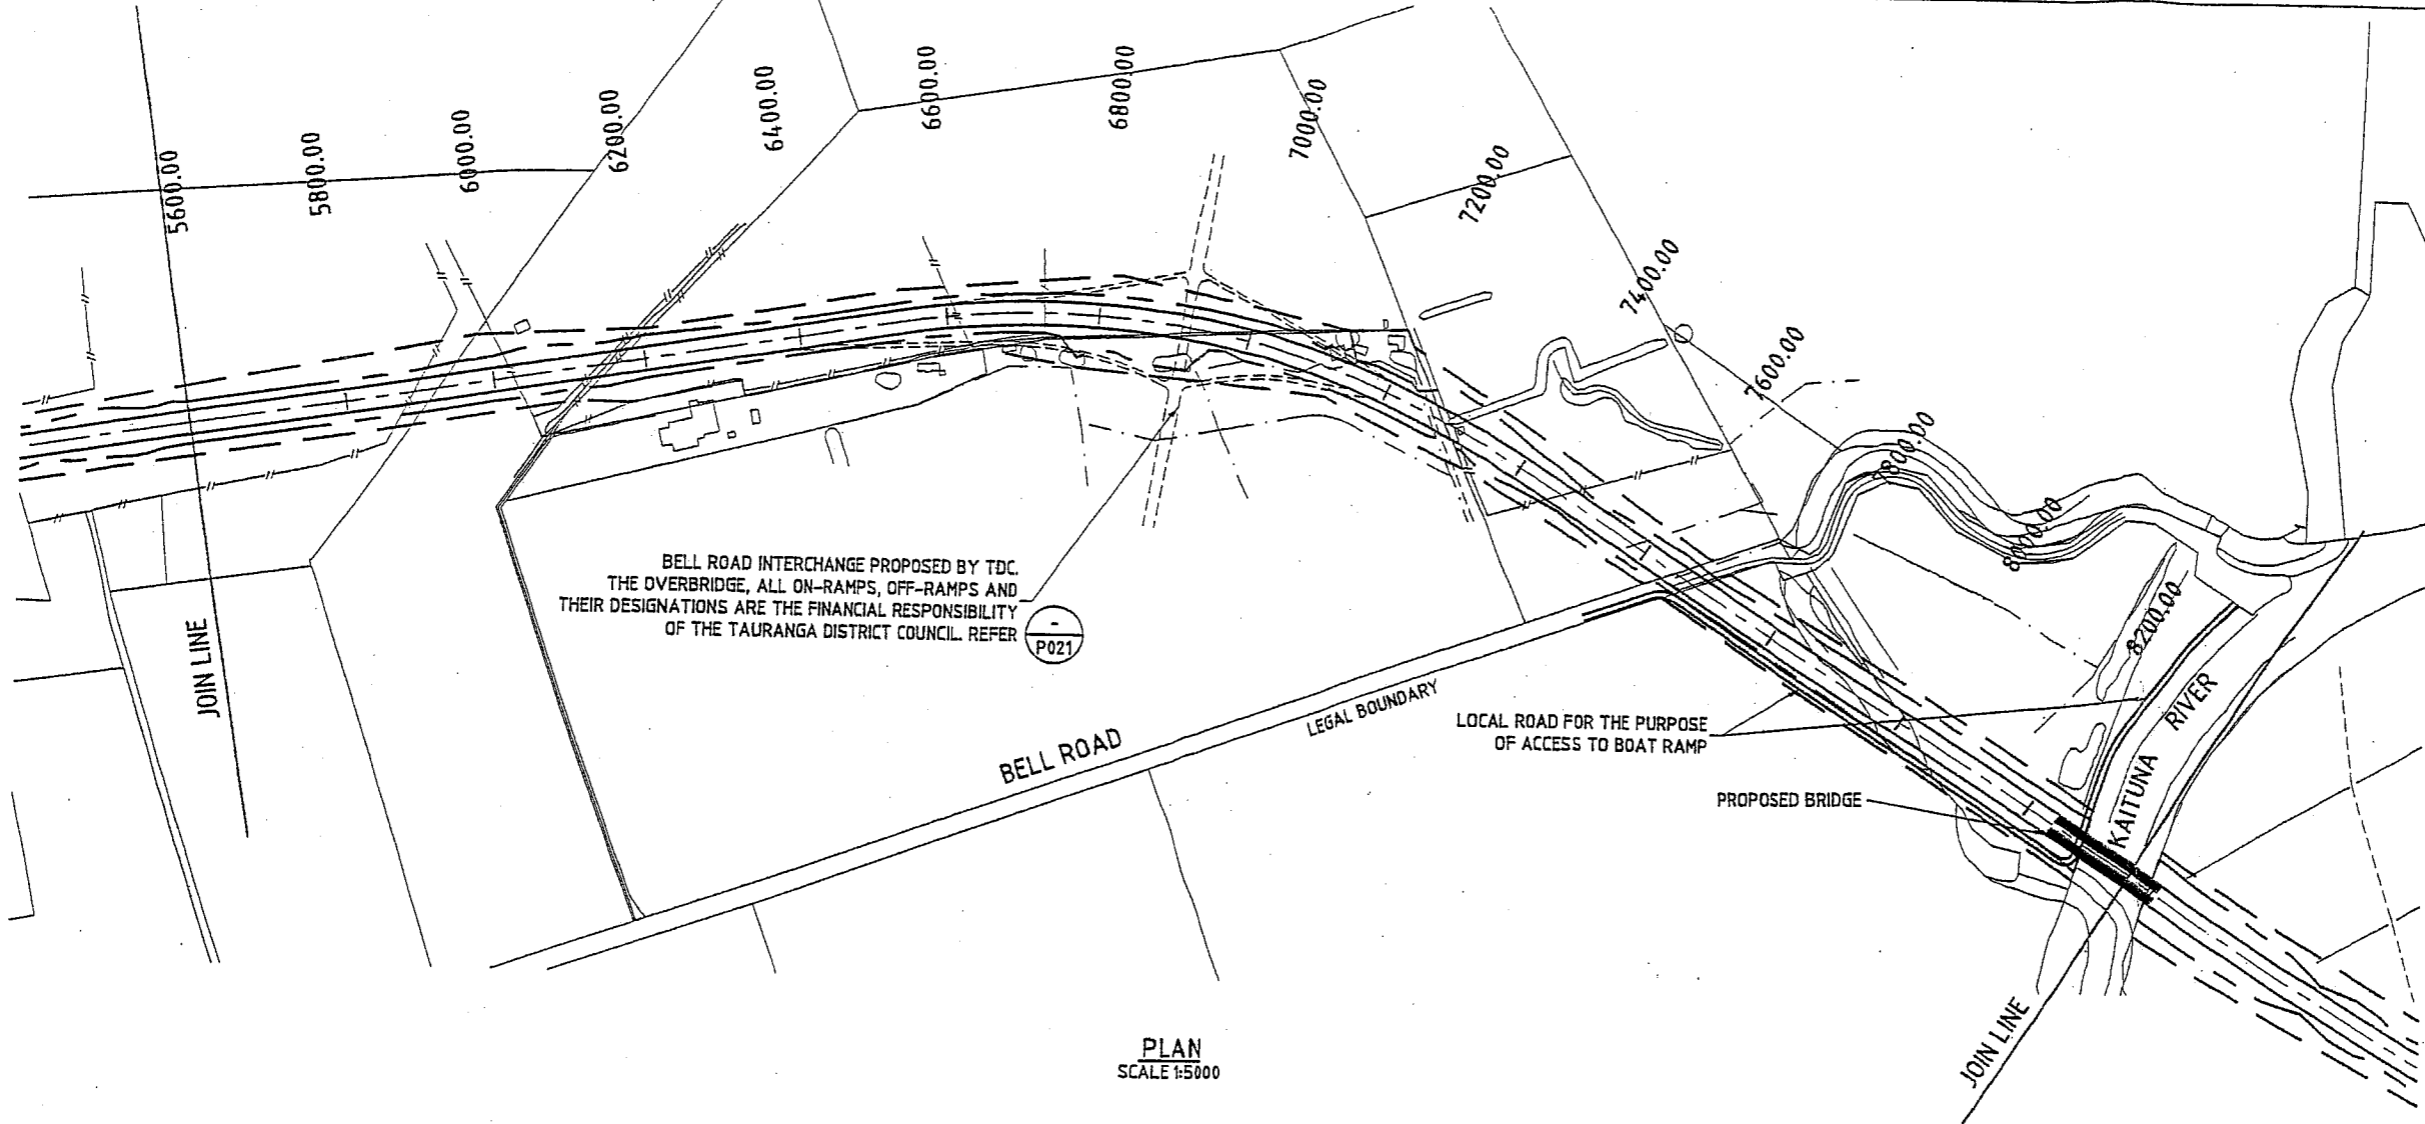 5600.00
5800.00
6000.00
6200.00
6400.00
6600.00
6800.00
7000.00
7200.00
7400.00
7600.00
7800.00
8000.00
8200.00
BELL ROAD INTERCHANGE PROPOSED BY TDC.
THE OVERBRIDGE, ALL ON-RAMPS, OFF-RAMPS AND
THEIR DESIGNATIONS ARE THE FINANCIAL RESPONSIBILITY
OF THE TAURANGA DISTRICT COUNCIL. REFER
-
P021
JOIN LINE
BELL ROAD
LEGAL BOUNDARY
LOCAL ROAD FOR THE PURPOSE
OF ACCESS TO BOAT RAMP
PROPOSED BRIDGE
KAITUNA RIVER
JOIN LINE
PLAN
SCALE 1:5000